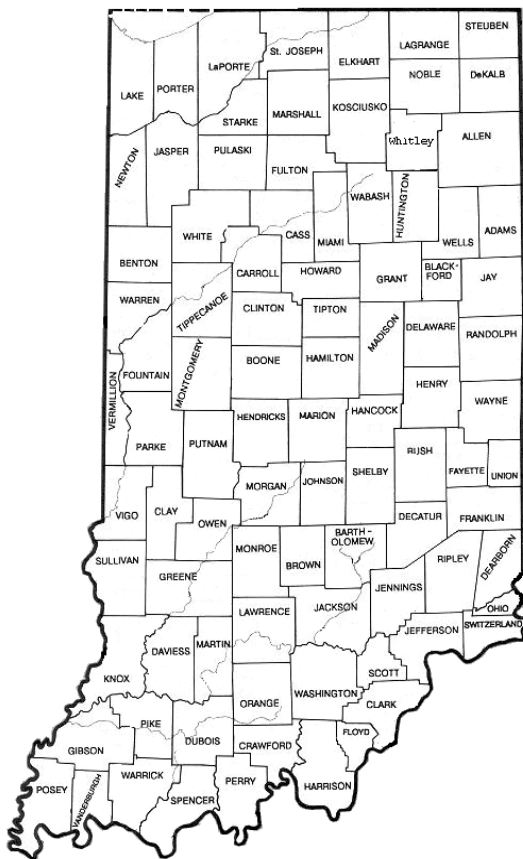 STEUBEN
St. JOSEPH
LAGRANGE
ELKHART
LaPORTE
NOBLE
DeKALB
PORTER
LAKE
KOSCIUSKO
MARSHALL
STARKE
Whitley
ALLEN
NEWTON
JASPER
PULASKI
FULTON
WABASH
HUNTINGTON
WHITE
CASS
MIAMI
WELLS
ADAMS
BENTON
CARROLL
HOWARD
GRANT
BLACK-
FORD
JAY
WARREN
TIPPECANOE
CLINTON
TIPTON
MADISON
DELAWARE
RANDOLPH
MONTGOMERY
BOONE
HAMILTON
VERMILLION
FOUNTAIN
HENRY
WAYNE
HENDRICKS
MARION
HANCOCK
PARKE
PUTNAM
RUSH
FAYETTE
UNION
MORGAN
JOHNSON
SHELBY
VIGO
CLAY
OWEN
DECATUR
FRANKLIN
SULLIVAN
MONROE
BROWN
BARTH-
OLOMEW
RIPLEY
DEARBORN
GREENE
LAWRENCE
JACKSON
JENNINGS
OHIO
SWITZERLAND
JEFFERSON
DAVIESS
MARTIN
KNOX
SCOTT
WASHINGTON
ORANGE
CLARK
PIKE
DUBOIS
CRAWFORD
FLOYD
GIBSON
WARRICK
PERRY
HARRISON
POSEY
VANDERBURGH
SPENCER